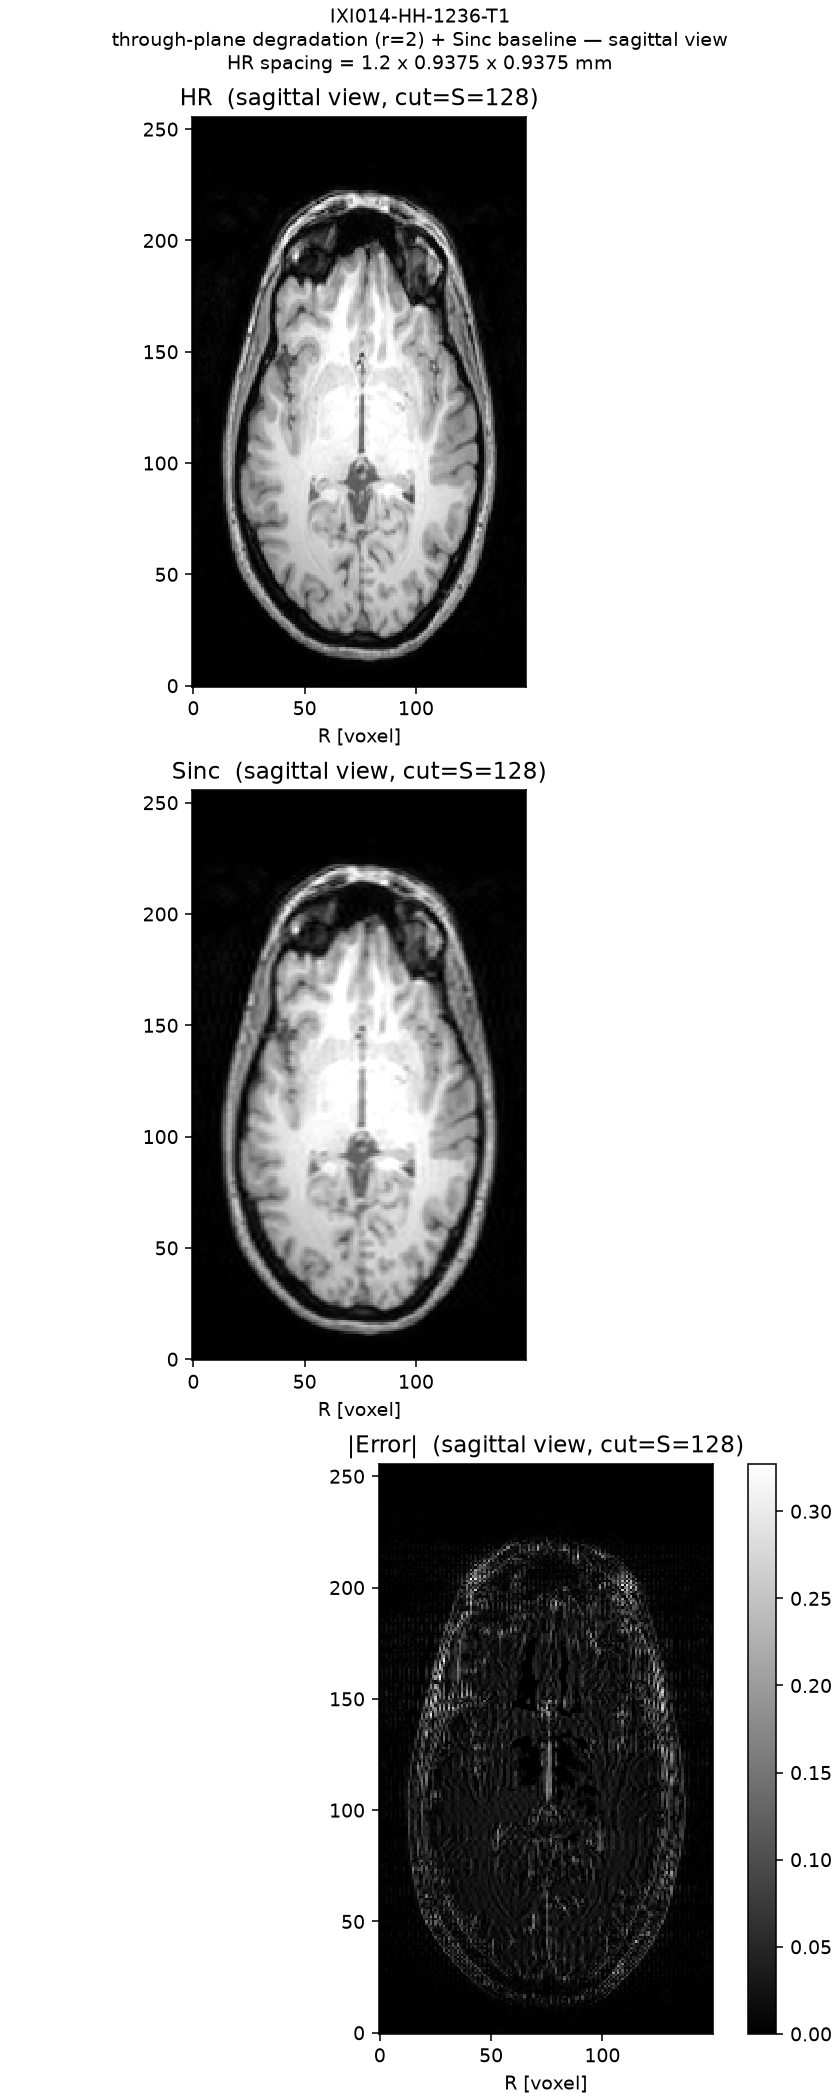 IXI014-HH-1236-T1
through-plane degradation (r=2) + Sinc baseline — sagittal view
HR spacing = 1.2 x 0.9375 x 0.9375 mm
HR  (sagittal view, cut=S=128)
250
200
150
100
50
0
0 50 100
R [voxel]
Sinc  (sagittal view, cut=S=128)
250
200
150
100
50
0
0 50 100
R [voxel]
|Error|  (sagittal view, cut=S=128)
250
200
150
100
50
0
0 50 100
R [voxel]
0.30
0.25
0.20
0.15
0.10
0.05
0.00